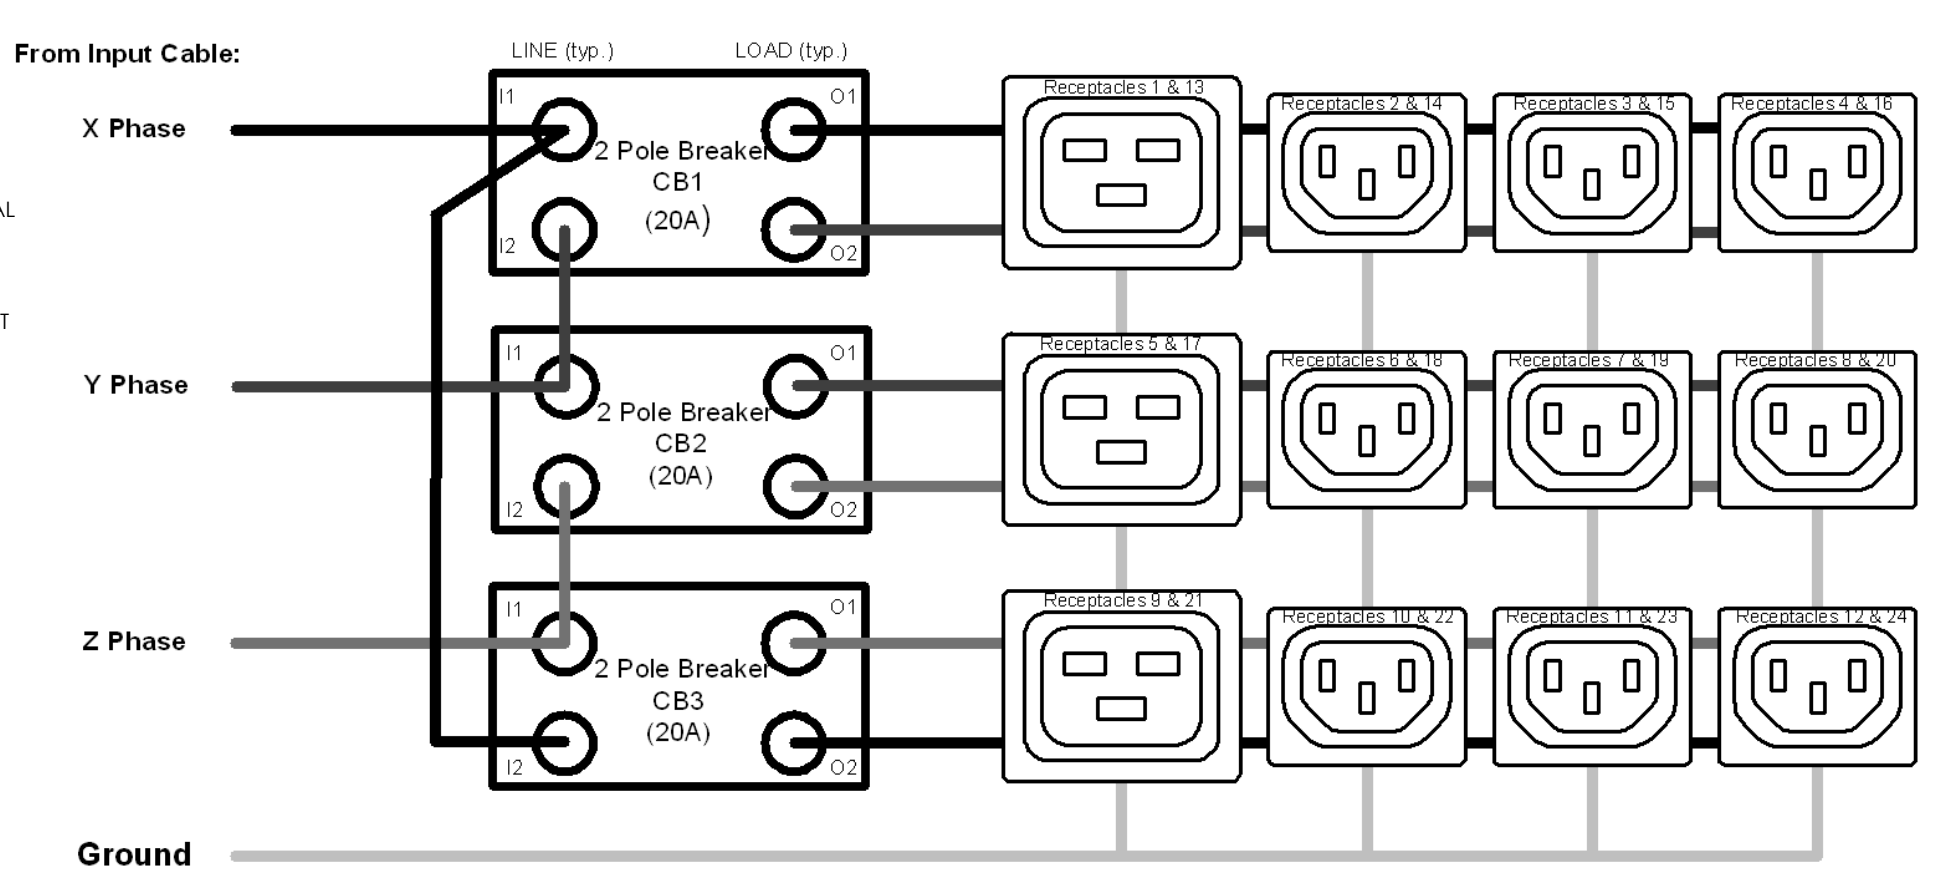 From Input Cable:
LINE (typ.)
LOAD (typ.)
X Phase
I1
O1
2 Pole Breaker
CB1
(20A)
I2
O2
Receptacles 1 & 13
Receptacles 2 & 14
Receptacles 3 & 15
Receptacles 4 & 16
AL
T
Y Phase
I1
O1
2 Pole Breaker
CB2
(20A)
I2
O2
Receptacles 5 & 17
Receptacles 6 & 18
Receptacles 7 & 19
Receptacles 8 & 20
Z Phase
I1
O1
2 Pole Breaker
CB3
(20A)
I2
O2
Receptacles 9 & 21
Receptacles 10 & 22
Receptacles 11 & 23
Receptacles 12 & 24
Ground